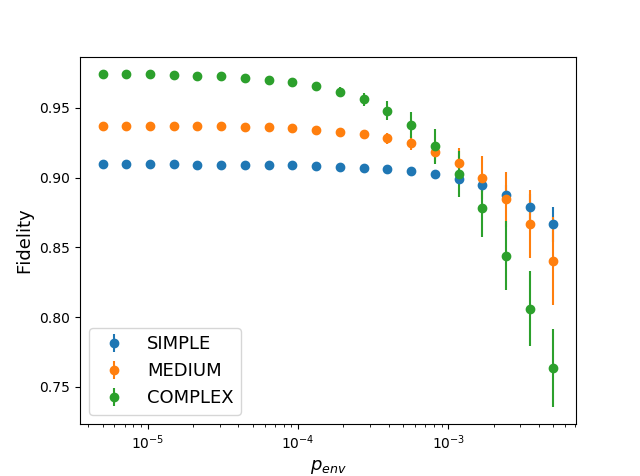 0.95
0.90
0.85
0.80
0.75
Fidelity
SIMPLE
MEDIUM
COMPLEX
10⁻⁵ 10⁻⁴ 10⁻³
p_env